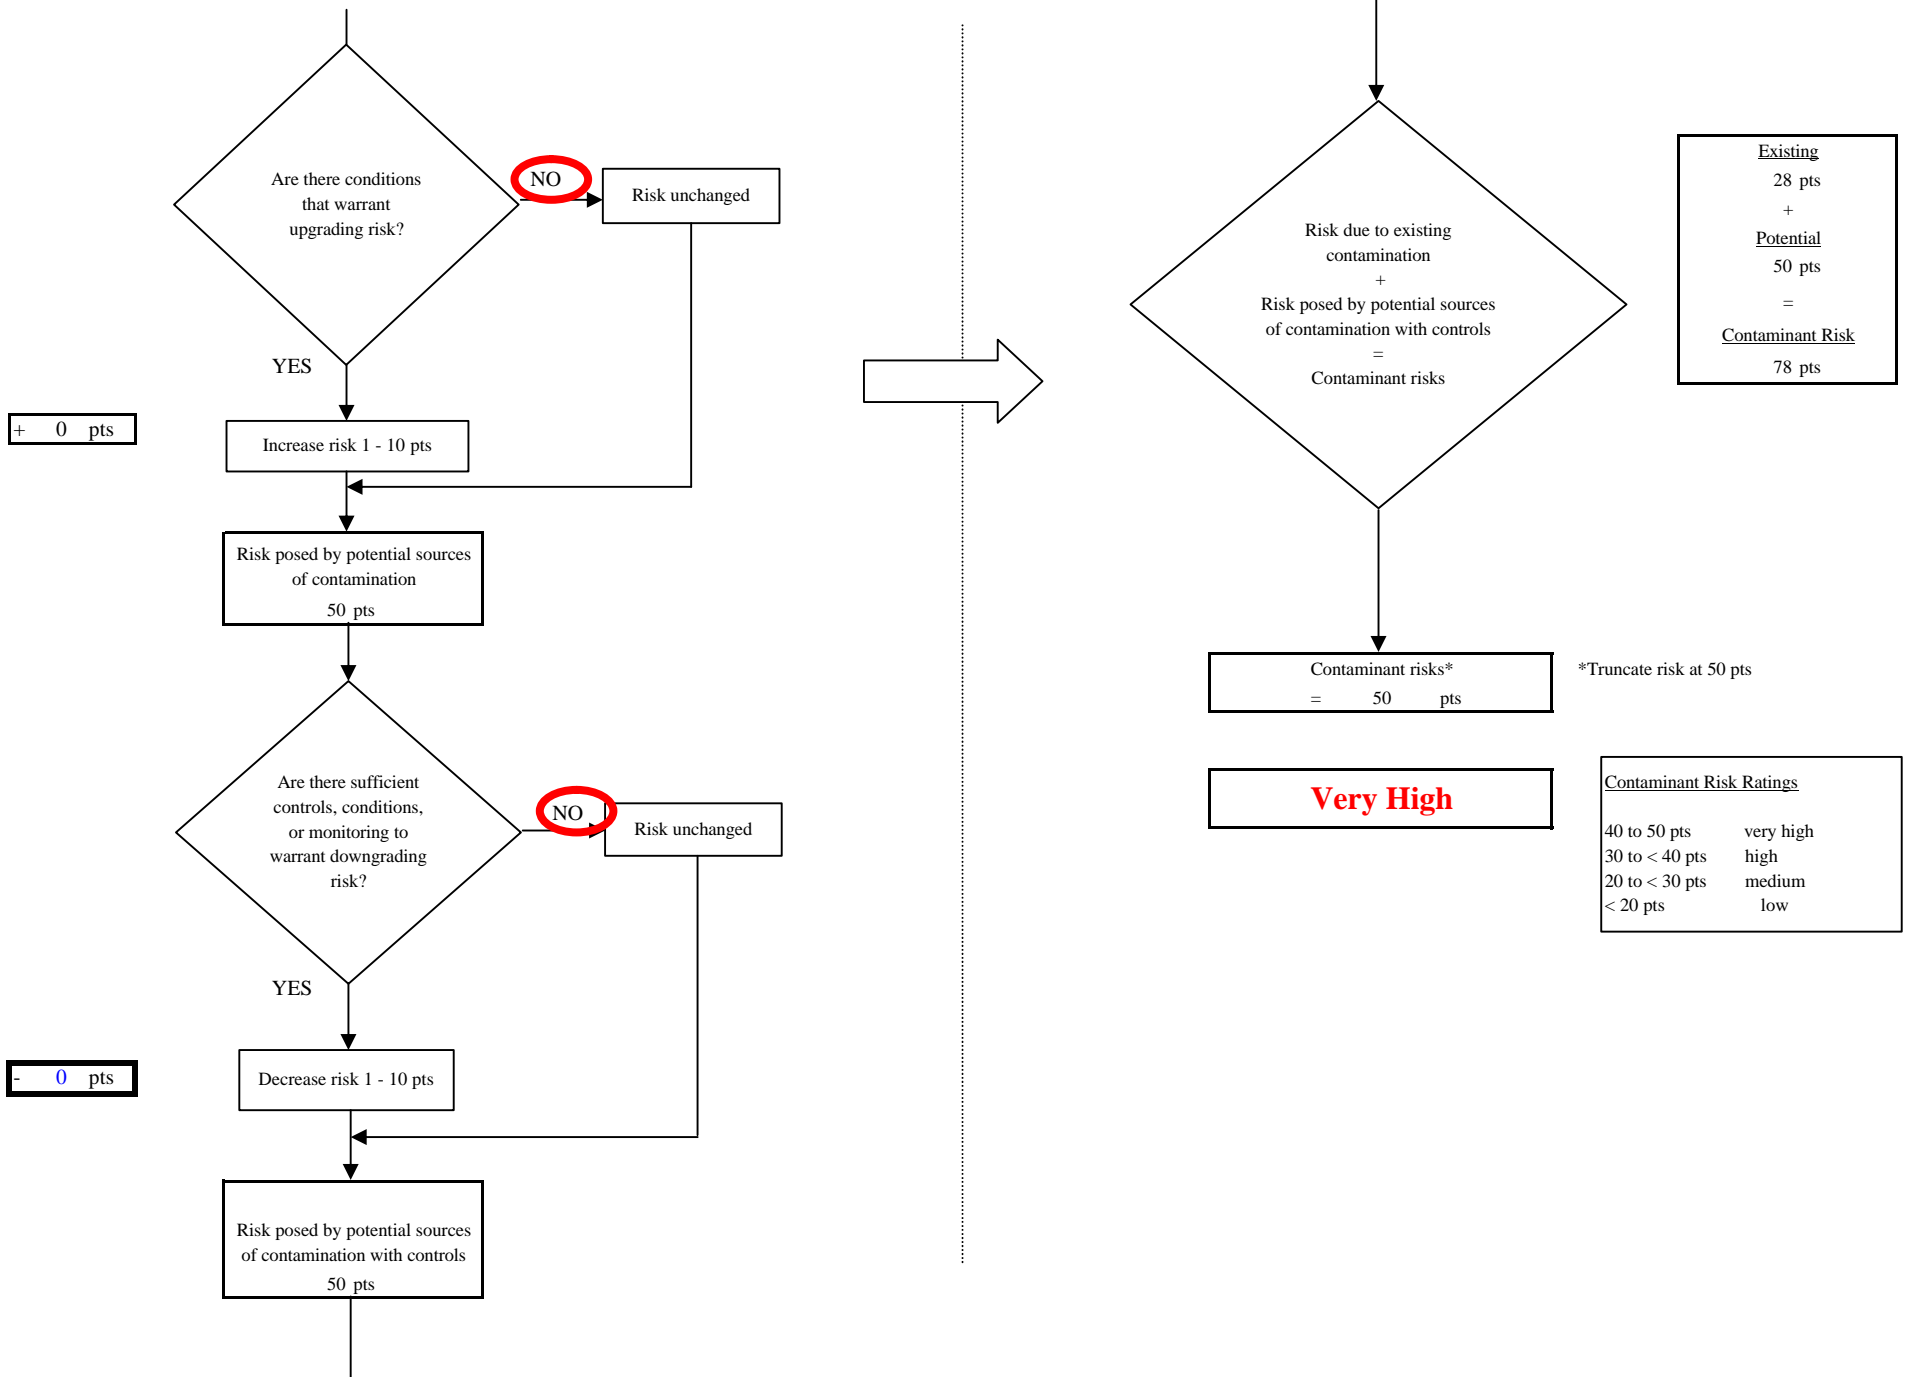 Are there conditions
that warrant
upgrading risk?
NO
Risk unchanged
YES
+ 0 pts
Increase risk 1 - 10 pts
Risk posed by potential sources
of contamination
50 pts
Are there sufficient
controls, conditions,
or monitoring to
warrant downgrading
risk?
NO
Risk unchanged
YES
- 0 pts
Decrease risk 1 - 10 pts
Risk posed by potential sources
of contamination with controls
50 pts
Risk due to existing
contamination
+
Risk posed by potential sources
of contamination with controls
=
Contaminant risks
Existing
28 pts
+
Potential
50 pts
=
Contaminant Risk
78 pts
Contaminant risks*
= 50 pts
*Truncate risk at 50 pts
Very High
Contaminant Risk Ratings
40 to 50 pts very high
30 to < 40 pts high
20 to < 30 pts medium
< 20 pts low